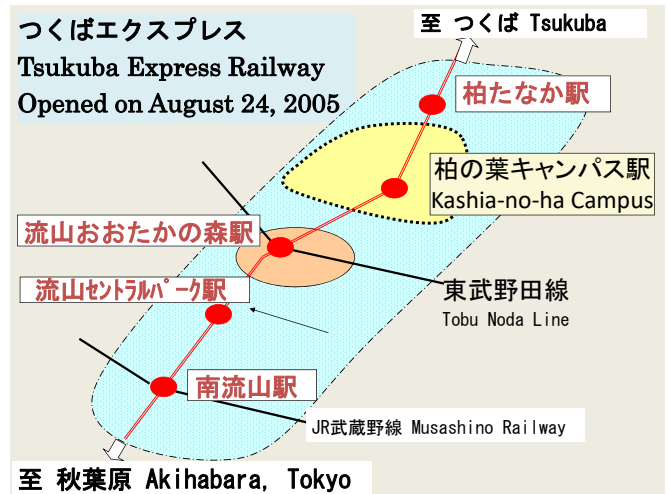 つくばエクスプレス
Tsukuba Express Railway
Opened on August 24, 2005
至 つくば Tsukuba
柏たなか駅
柏の葉キャンパス駅
Kashia-no-ha Campus
流山おおたかの森駅
東武野田線
Tobu Noda Line
流山ｾﾝﾄﾗﾙﾊﾟｰｸ駅
南流山駅
JR武蔵野線 Musashino Railway
至 秋葉原 Akihabara, Tokyo